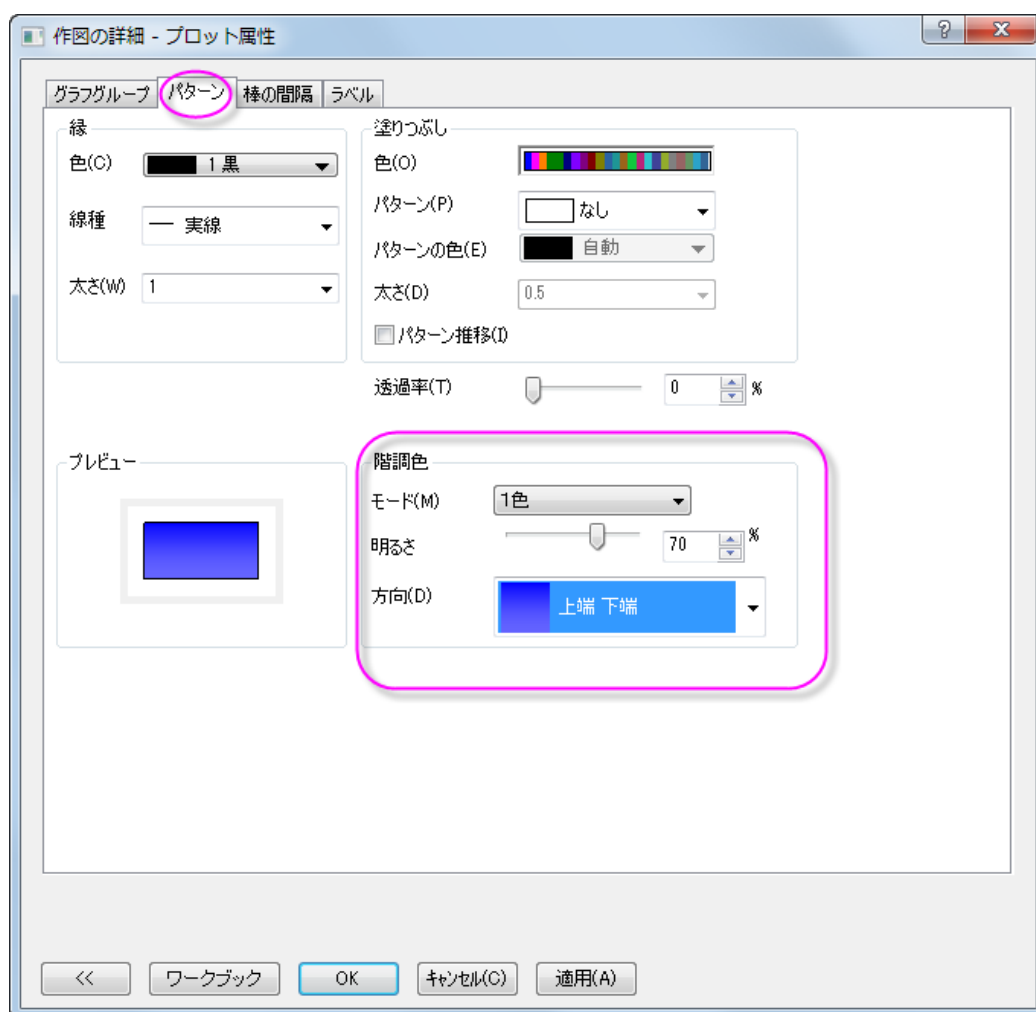 作図の詳細 - プロット属性
グラフグループ パターン 棒の間隔 ラベル
縁
色(C) 1 黒
線種 実線
太さ(W) 1
塗りつぶし
色(O)
パターン(P) なし
パターンの色(E) 自動
太さ(D) 0.5
パターン推移(I)
透過率(T) 0 %
プレビュー
階調色
モード(M) 1色
明るさ 70 %
方向(D) 上端 下端
<< ワークブック OK キャンセル(C) 適用(A)